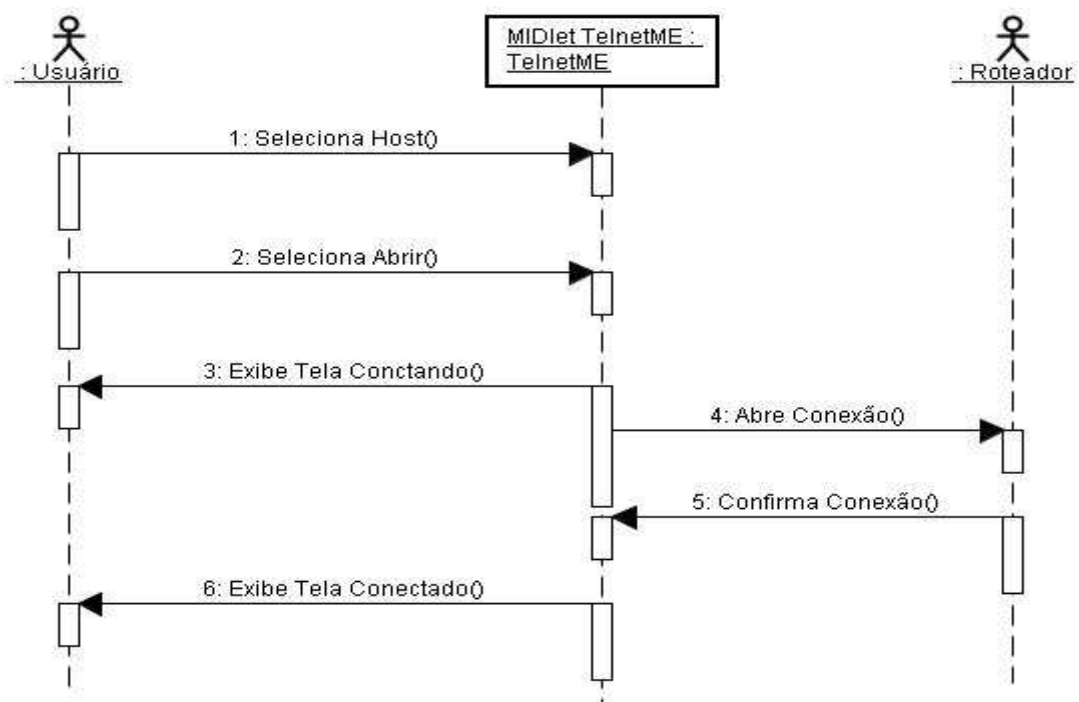 : Usuário
MIDlet TelnetME :
TelnetME
: Roteador
1: Seleciona Host()
2: Seleciona Abrir()
3: Exibe Tela Conctando()
4: Abre Conexão()
5: Confirma Conexão()
6: Exibe Tela Conectado()